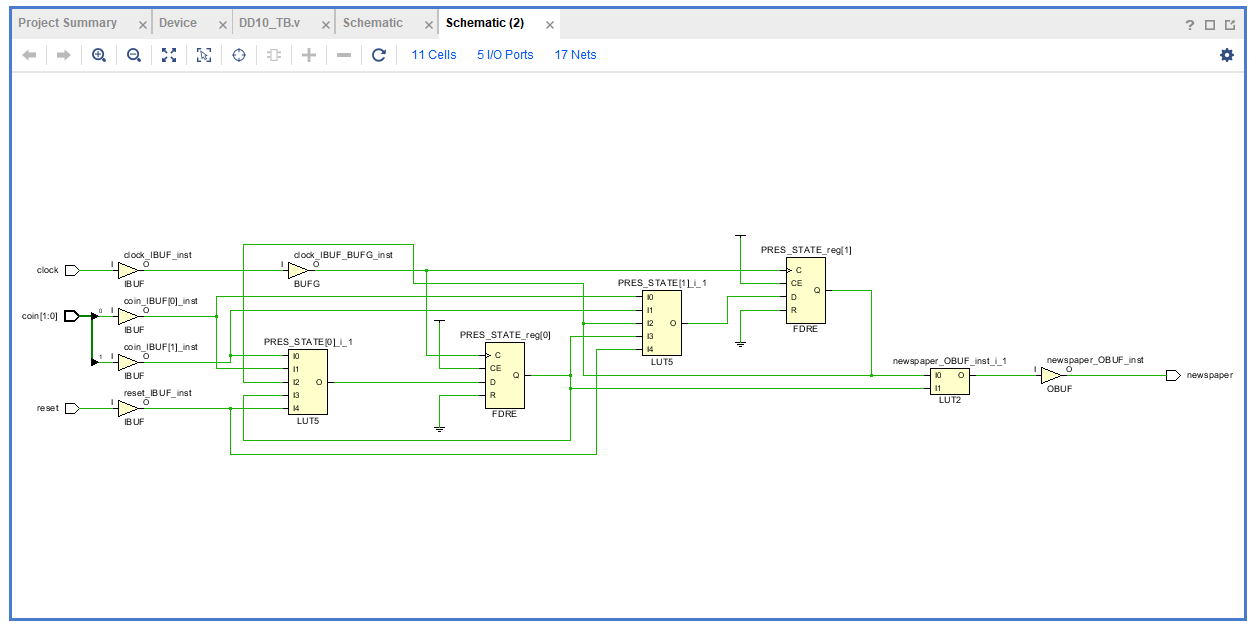 Project Summary × Device × DD10_TB.v × Schematic × Schematic (2) × ?
11 Cells 5 I/O Ports 17 Nets
PRES_STATE_reg[1]
clock_IBUF_inst clock_IBUF_BUFG_inst
clock I O I O C
IBUF BUFG PRES_STATE[1]_i_1 CE
coin_IBUF[0]_inst I0 D Q
coin[1:0] 0 I O I1 R
IBUF I2 O FDRE
PRES_STATE_reg[0] I3
coin_IBUF[1]_inst PRES_STATE[0]_i_1 I4
1 I O I0 C LUT5 newspaper_OBUF_inst_i_1 newspaper_OBUF_inst
IBUF I1 CE I0 O I O newspaper
I2 O D Q I1 OBUF
reset_IBUF_inst I3 R LUT2
reset I O I4 FDRE
IBUF LUT5